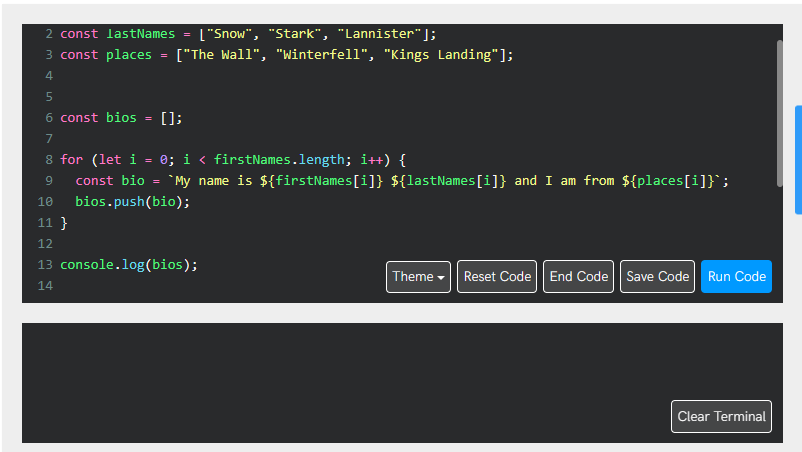 2 const lastNames = ["Snow", "Stark", "Lannister"];
3 const places = ["The Wall", "Winterfell", "Kings Landing"];
4
5
6 const bios = [];
7
8 for (let i = 0; i < firstNames.length; i++) {
9   const bio = `My name is ${firstNames[i]} ${lastNames[i]} and I am from ${places[i]}`;
10   bios.push(bio);
11 }
12
13 console.log(bios);
14
Theme Reset Code End Code Save Code Run Code
Clear Terminal